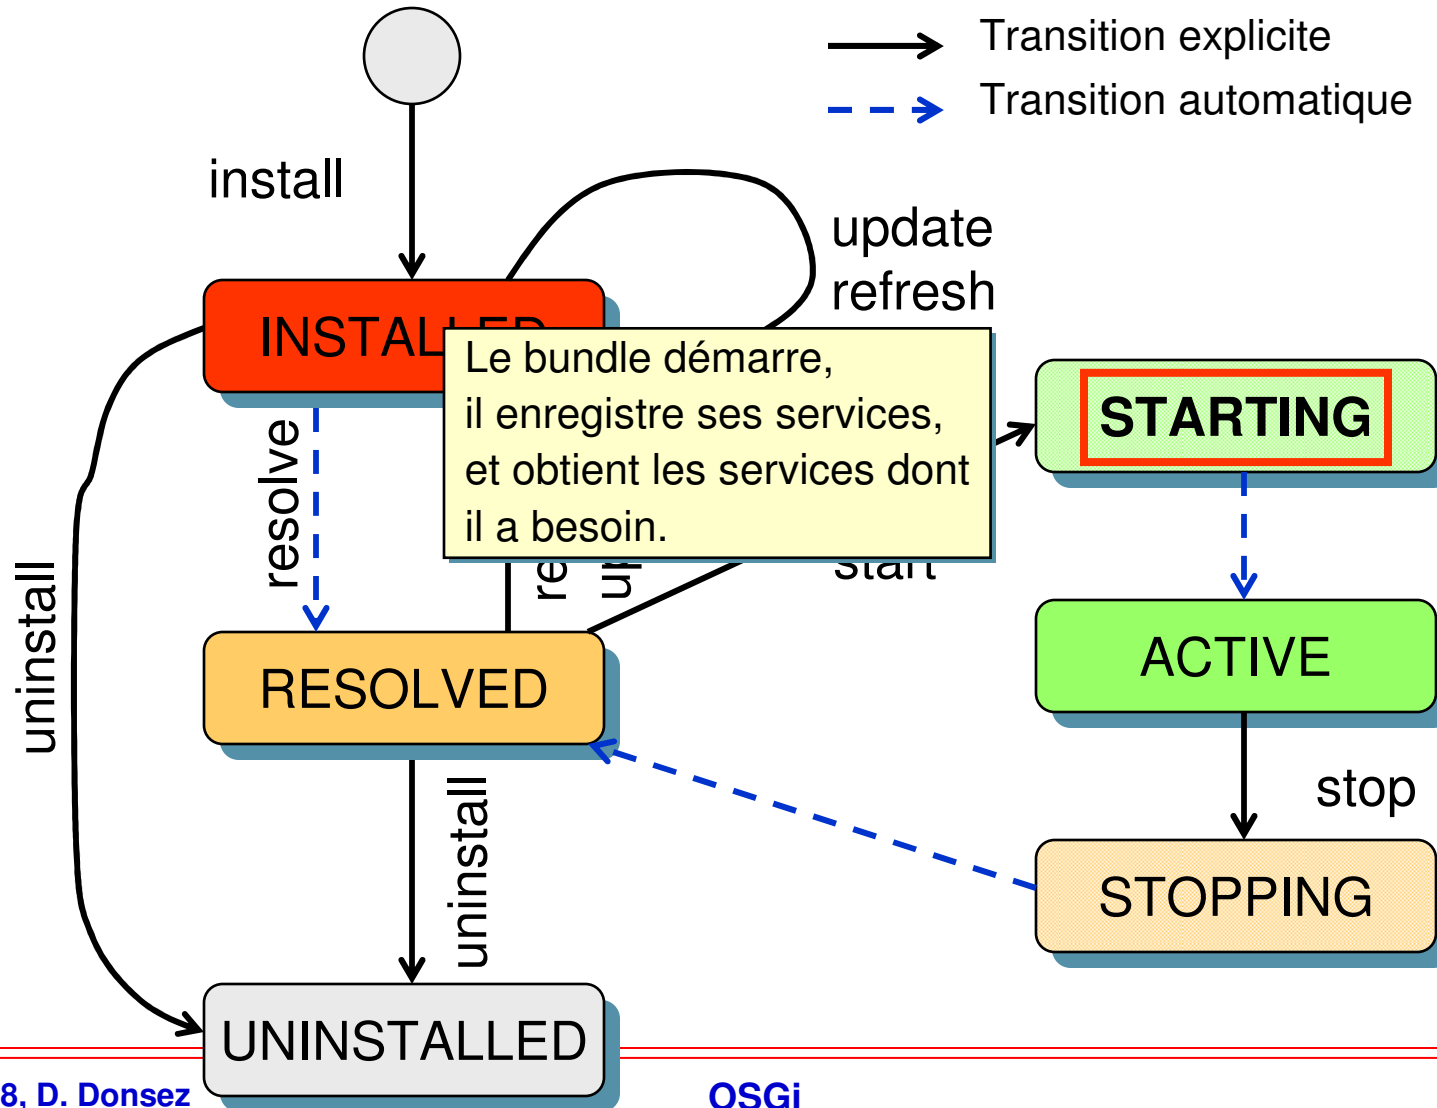 Transition explicite
Transition automatique
install
update
refresh
Le bundle démarre,
il enregistre ses services,
et obtient les services dont
il a besoin.
STARTING
resolve
start
uninstall
RESOLVED
ACTIVE
stop
uninstall
STOPPING
UNINSTALLED
8, D. Donsez
OSGi